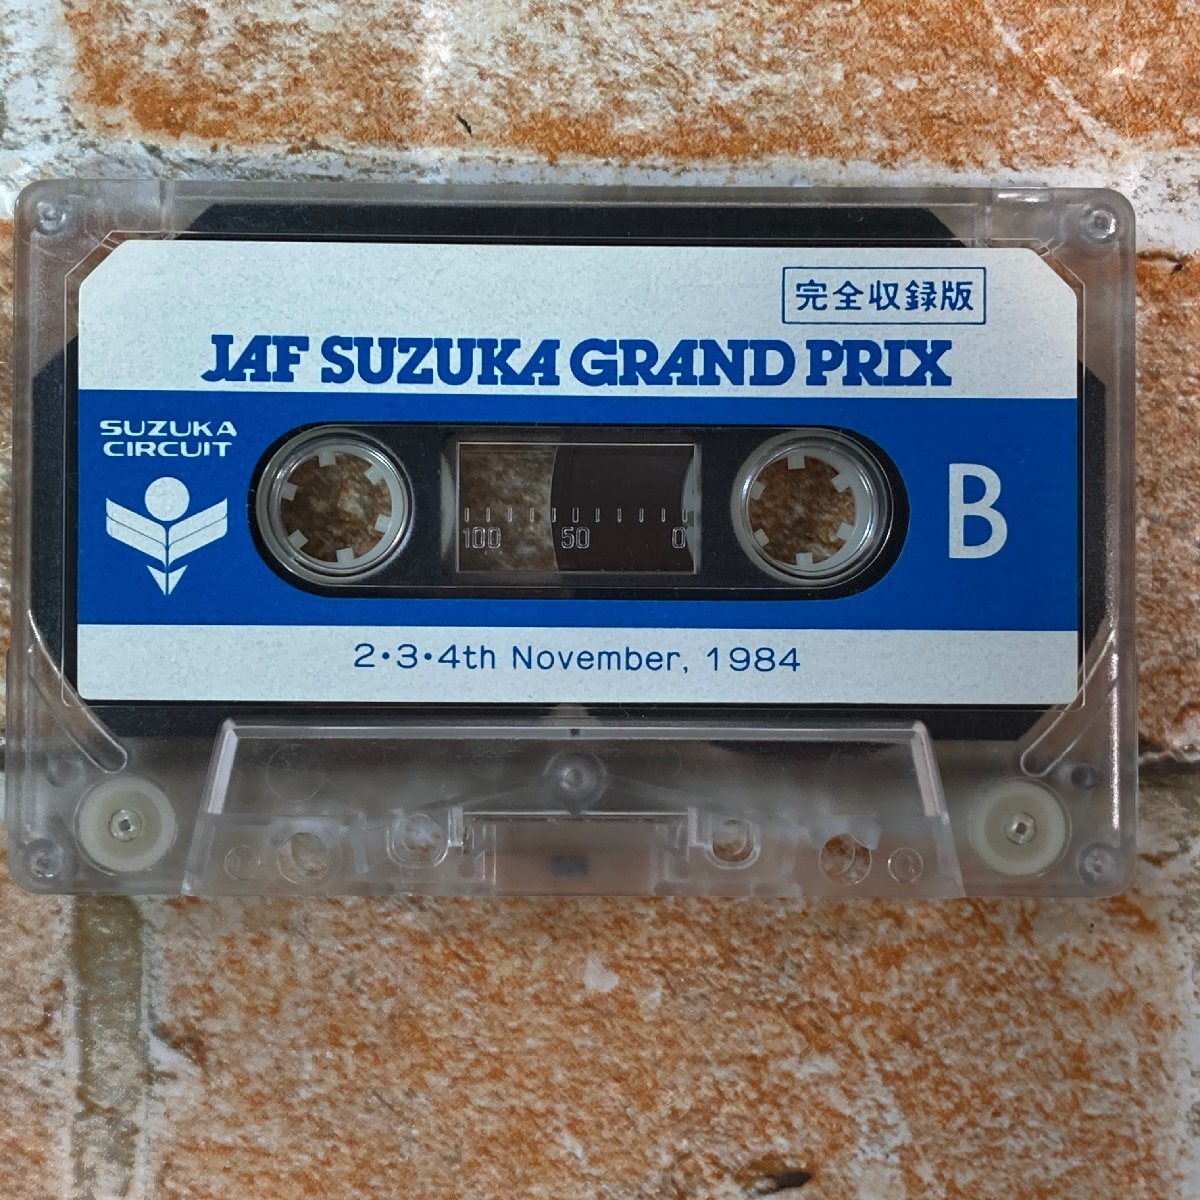 完全収録版
JAF SUZUKA GRAND PRIX
SUZUKA
CIRCUIT
B
100 50 0
2・3・4th November, 1984